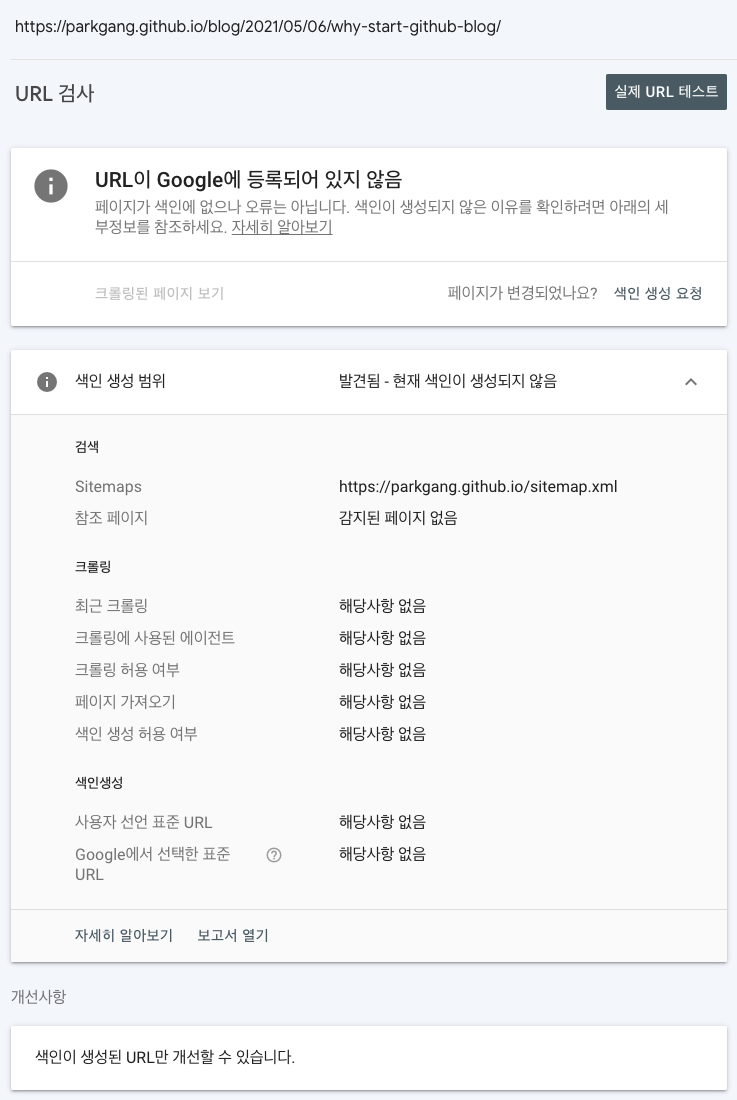 https://parkgang.github.io/blog/2021/05/06/why-start-github-blog/
URL 검사
실제 URL 테스트
URL이 Google에 등록되어 있지 않음
페이지가 색인에 없으나 오류는 아닙니다. 색인이 생성되지 않은 이유를 확인하려면 아래의 세
부정보를 참조하세요. 자세히 알아보기
크롤링된 페이지 보기
페이지가 변경되었나요? 색인 생성 요청
색인 생성 범위
발견됨 - 현재 색인이 생성되지 않음
검색
Sitemaps
https://parkgang.github.io/sitemap.xml
참조 페이지
감지된 페이지 없음
크롤링
최근 크롤링
해당사항 없음
크롤링에 사용된 에이전트
해당사항 없음
크롤링 허용 여부
해당사항 없음
페이지 가져오기
해당사항 없음
색인 생성 허용 여부
해당사항 없음
색인생성
사용자 선언 표준 URL
해당사항 없음
Google에서 선택한 표준
URL
해당사항 없음
자세히 알아보기
보고서 열기
개선사항
색인이 생성된 URL만 개선할 수 있습니다.